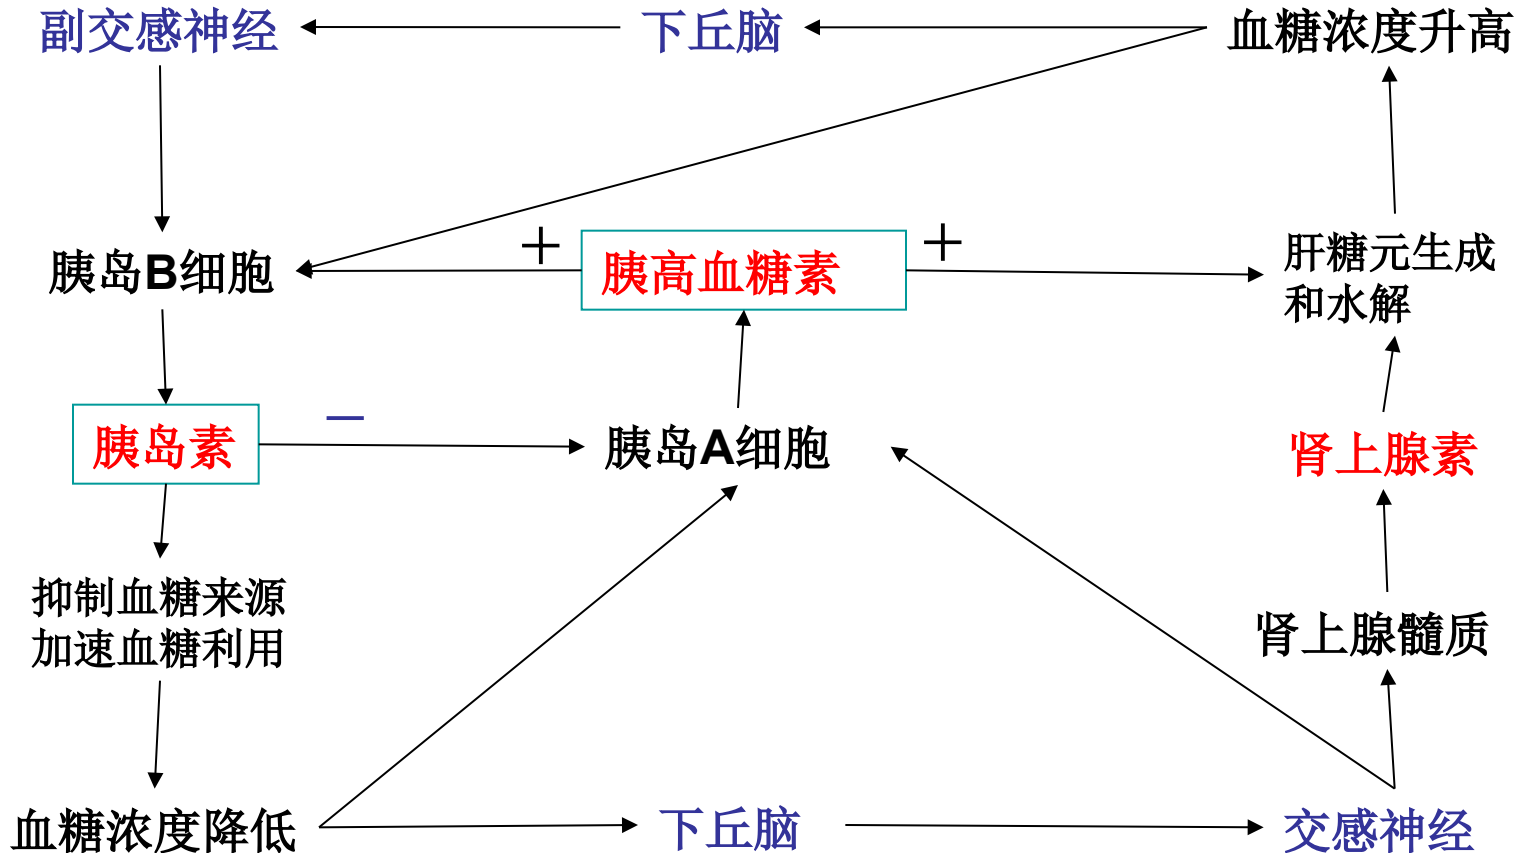 副交感神经
下丘脑
血糖浓度升高
胰岛B细胞
+
胰高血糖素
+
肝糖元生成
和水解
胰岛素
—
胰岛A细胞
肾上腺素
抑制血糖来源
加速血糖利用
肾上腺髓质
血糖浓度降低
下丘脑
交感神经